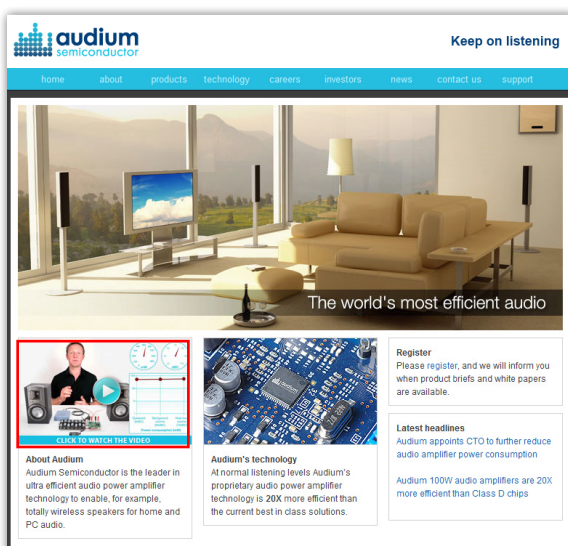 audium
semiconductor
Keep on listening
home about products technology careers investors news contact us support
The world's most efficient audio
CLICK TO WATCH THE VIDEO
About Audium
Audium Semiconductor is the leader in
ultra efficient audio power amplifier
technology to enable, for example,
totally wireless speakers for home and
PC audio.
audium
Audium's technology
At normal listening levels Audium's
proprietary audio power amplifier
technology is 20X more efficient than
the current best in class solutions.
Register
Please register, and we will inform you
when product briefs and white papers
are available.
Latest headlines
Audium appoints CTO to further reduce
audio amplifier power consumption
Audium 100W audio amplifiers are 20X
more efficient than Class D chips